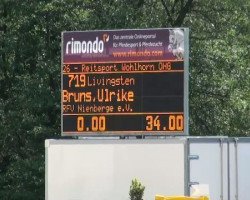 rimondo
Das zentrale Onlineportal
für Pferdesport & Pferdezucht
www.rimondo.com
26 - Reitsport Wohlhorn OHG
719 Livingsten
Bruns, Ulrike
RFV Nienberge e.V.
0.00 34.00